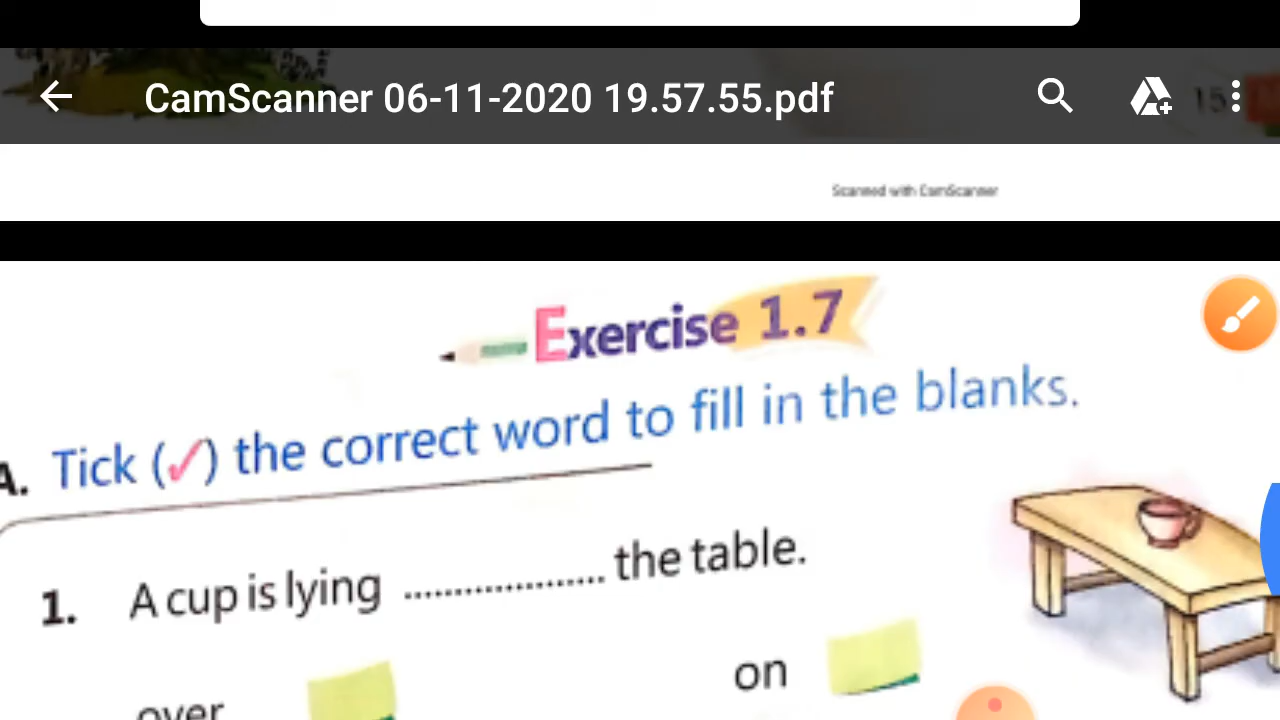 CamScanner 06-11-2020 19.57.55.pdf
15
Scanned with CamScanner
Exercise 1.7
A. Tick (✓) the correct word to fill in the blanks.
1. A cup is lying ................... the table.
over
on